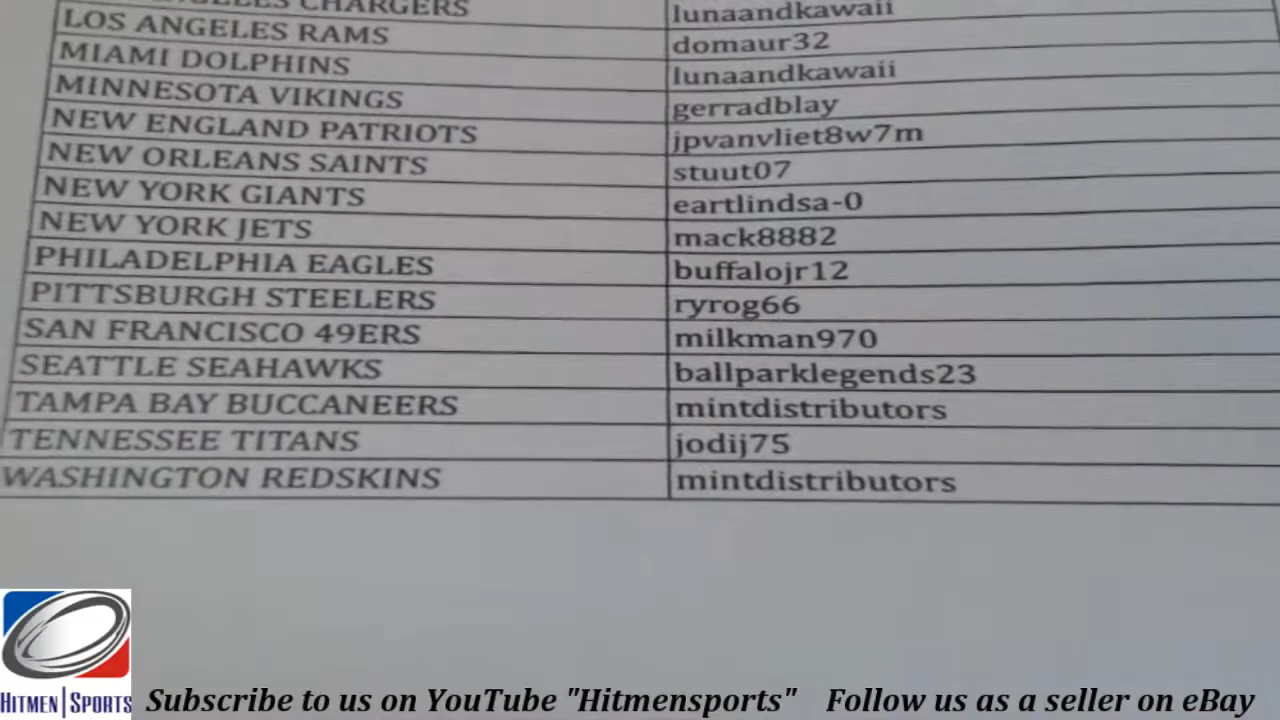 CHARGERS lunaandkawaii
LOS ANGELES RAMS domaur32
MIAMI DOLPHINS lunaandkawaii
MINNESOTA VIKINGS gerradblay
NEW ENGLAND PATRIOTS jpvanvliet8w7m
NEW ORLEANS SAINTS stuut07
NEW YORK GIANTS eartlindsa-0
NEW YORK JETS mack8882
PHILADELPHIA EAGLES buffalojr12
PITTSBURGH STEELERS ryrog66
SAN FRANCISCO 49ERS milkman970
SEATTLE SEAHAWKS ballparklegends23
TAMPA BAY BUCCANEERS mintdistributors
TENNESSEE TITANS jodij75
WASHINGTON REDSKINS mintdistributors
HITMEN|SPORTS Subscribe to us on YouTube "Hitmensports" Follow us as a seller on eBay